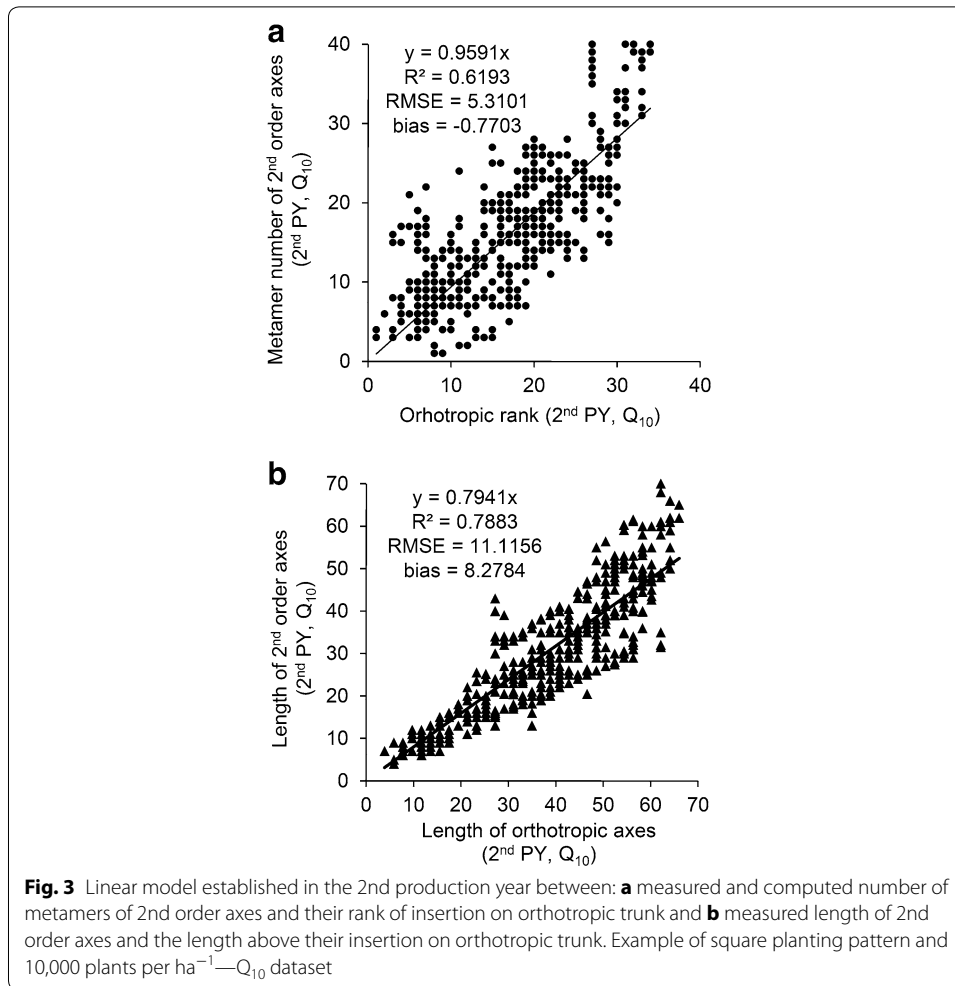 a
y = 0.9591x
R² = 0.6193
RMSE = 5.3101
bias = -0.7703
Metamer number of 2nd order axes
(2nd PY, Q10)
40
30
20
10
0
0 10 20 30 40
Orhotropic rank (2nd PY, Q10)
b
y = 0.7941x
R² = 0.7883
RMSE = 11.1156
bias = 8.2784
Length of 2nd order axes
(2nd PY, Q10)
70
60
50
40
30
20
10
0
0 10 20 30 40 50 60 70
Length of orthotropic axes
(2nd PY, Q10)
Fig. 3 Linear model established in the 2nd production year between: a measured and computed number of
metamers of 2nd order axes and their rank of insertion on orthotropic trunk and b measured length of 2nd
order axes and the length above their insertion on orthotropic trunk. Example of square planting pattern and
10,000 plants per ha⁻¹—Q10 dataset